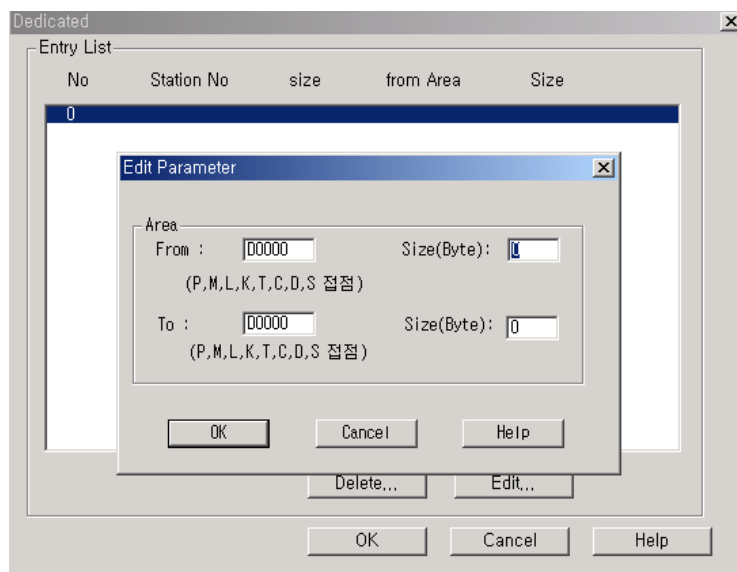 Dedicated
Entry List
No Station No size from Area Size
0
Edit Parameter
Area
From : D0000 Size(Byte): 0
(P,M,L,K,T,C,D,S 접점)
To : D0000 Size(Byte): 0
(P,M,L,K,T,C,D,S 접점)
OK Cancel Help
Delete... Edit...
OK Cancel Help